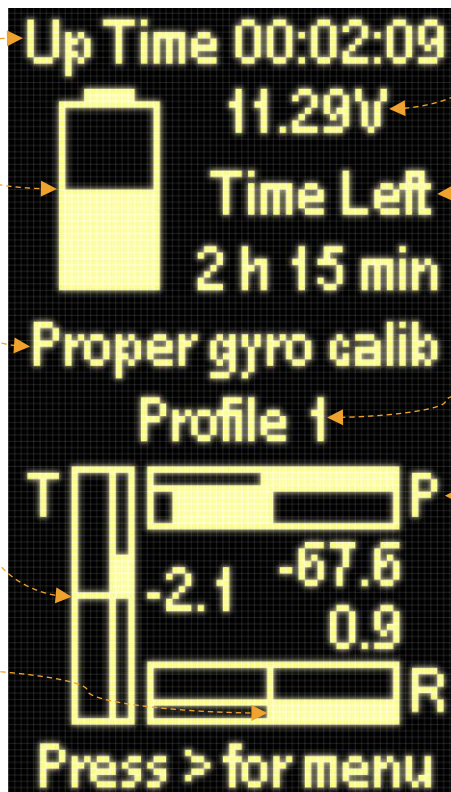 Up Time 00:02:09
11.29V
Time Left
2 h 15 min
Proper gyro calib
Profile 1
T P
-67.6
-2.1
0.9
R
Press > for menu